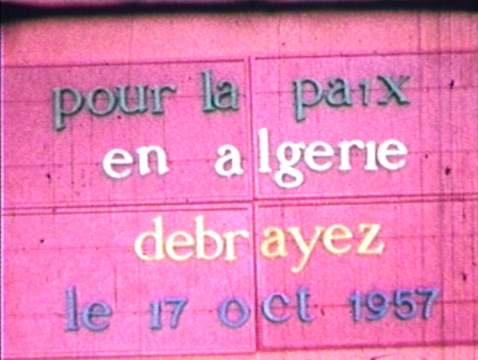 pour la paix
en algerie
debrayez
le 17 oct 1957